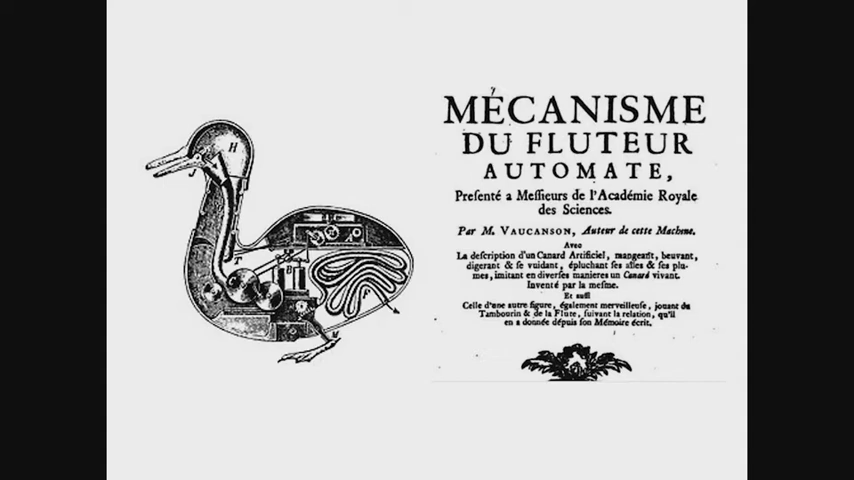 H
J
T
B
F
M
MÉCANISME
DU FLUTEUR
AUTOMATE,
Presenté a Messieurs de l'Académie Royale
des Sciences.
Par M. VAUCANSON, Auteur de cette Machine.
Avec
La description d'un Canard Artificiel, mangeant, beuvant,
digerant & se vuidant, épluchant ses aîles & ses plu-
mes, imitant en diverses manieres un Canard vivant.
Inventé par la mesme.
Et aussi
Celle d'une autre figure, également merveilleuse, jouant du
Tambourin & de la Flute, suivant la relation, qu'il
en a donnée dépuis son Mémoire écrit.